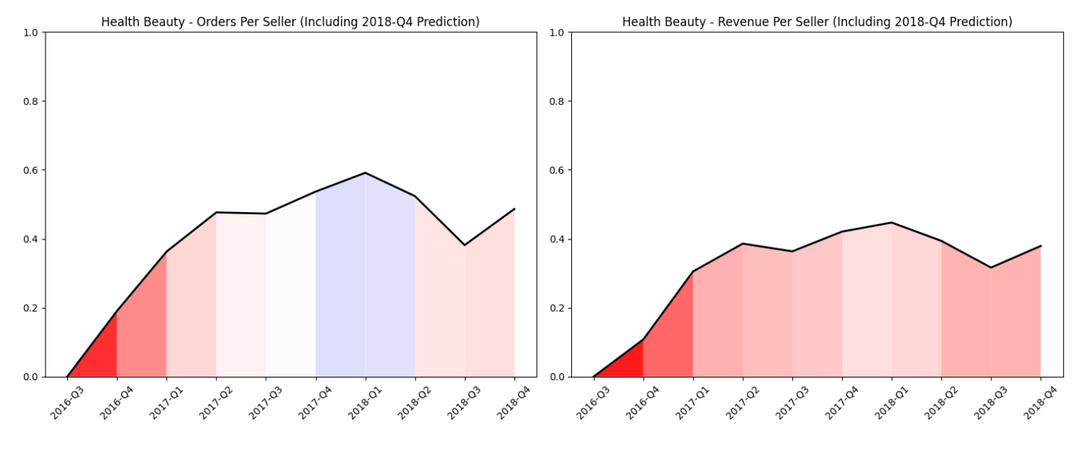 Health Beauty - Orders Per Seller (Including 2018-Q4 Prediction)
1.0
0.8
0.6
0.4
0.2
0.0
2016-Q3
2016-Q4
2017-Q1
2017-Q2
2017-Q3
2017-Q4
2018-Q1
2018-Q2
2018-Q3
2018-Q4
Health Beauty - Revenue Per Seller (Including 2018-Q4 Prediction)
1.0
0.8
0.6
0.4
0.2
0.0
2016-Q3
2016-Q4
2017-Q1
2017-Q2
2017-Q3
2017-Q4
2018-Q1
2018-Q2
2018-Q3
2018-Q4